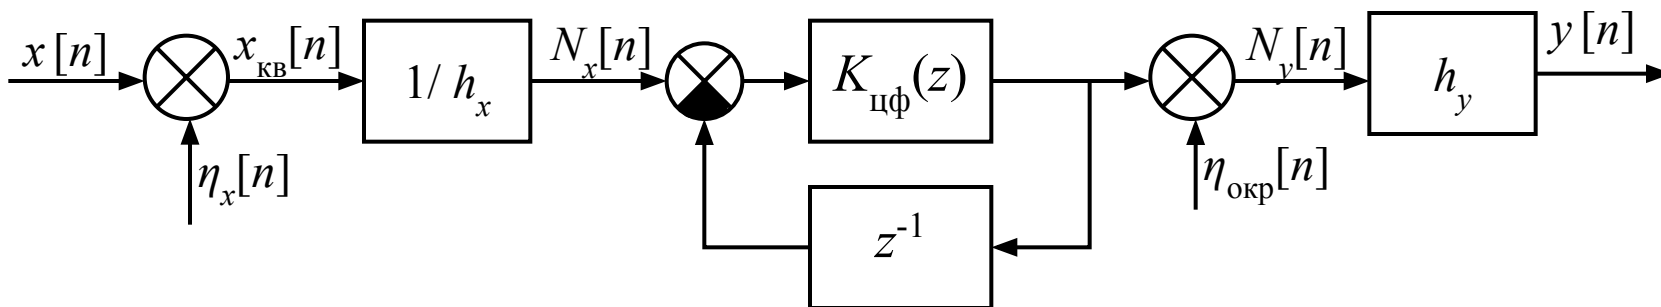 x[n]
x_кв[n]
1/ h_x
N_x[n]
K_цф(z)
N_y[n]
h_y
y[n]
η_x[n]
η_окр[n]
z^-1